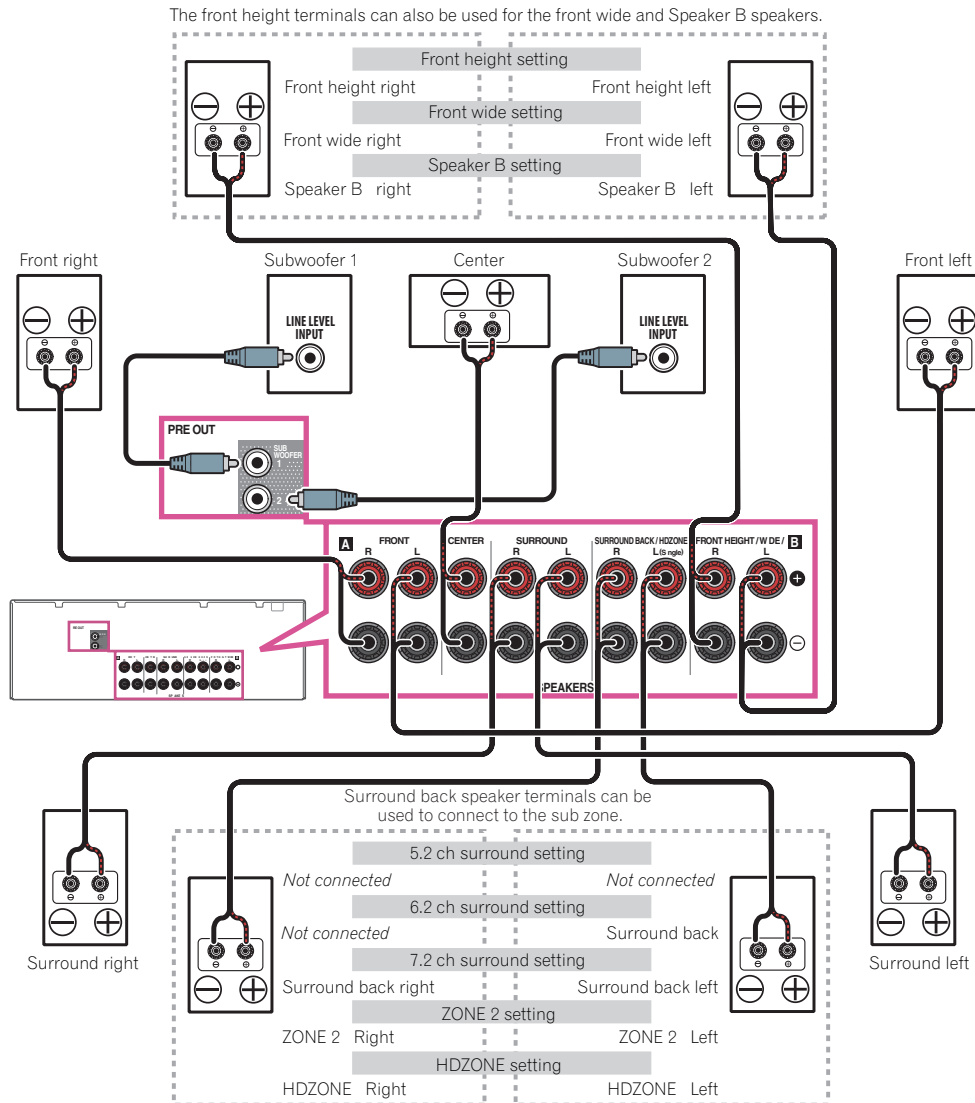 The front height terminals can also be used for the front wide and Speaker B speakers.
Front height setting
Front height right
Front height left
Front wide setting
Front wide right
Front wide left
Speaker B setting
Speaker B right
Speaker B left
Front right
Subwoofer 1
Center
Subwoofer 2
Front left
LINE LEVEL
INPUT
LINE LEVEL
INPUT
PRE OUT
SUB
WOOFER
1
2
A
FRONT
CENTER
SURROUND
SURROUND BACK / HDZONE
FRONT HEIGHT / W DE /
B
R
L
R
L
R
L (S ngle)
R
L
SPEAKERS
PRE OUT
Surround back speaker terminals can be
used to connect to the sub zone.
5.2 ch surround setting
Not connected
Not connected
6.2 ch surround setting
Not connected
Surround back
7.2 ch surround setting
Surround back right
Surround back left
ZONE 2 setting
ZONE 2 Right
ZONE 2 Left
HDZONE setting
HDZONE Right
HDZONE Left
Surround right
Surround left